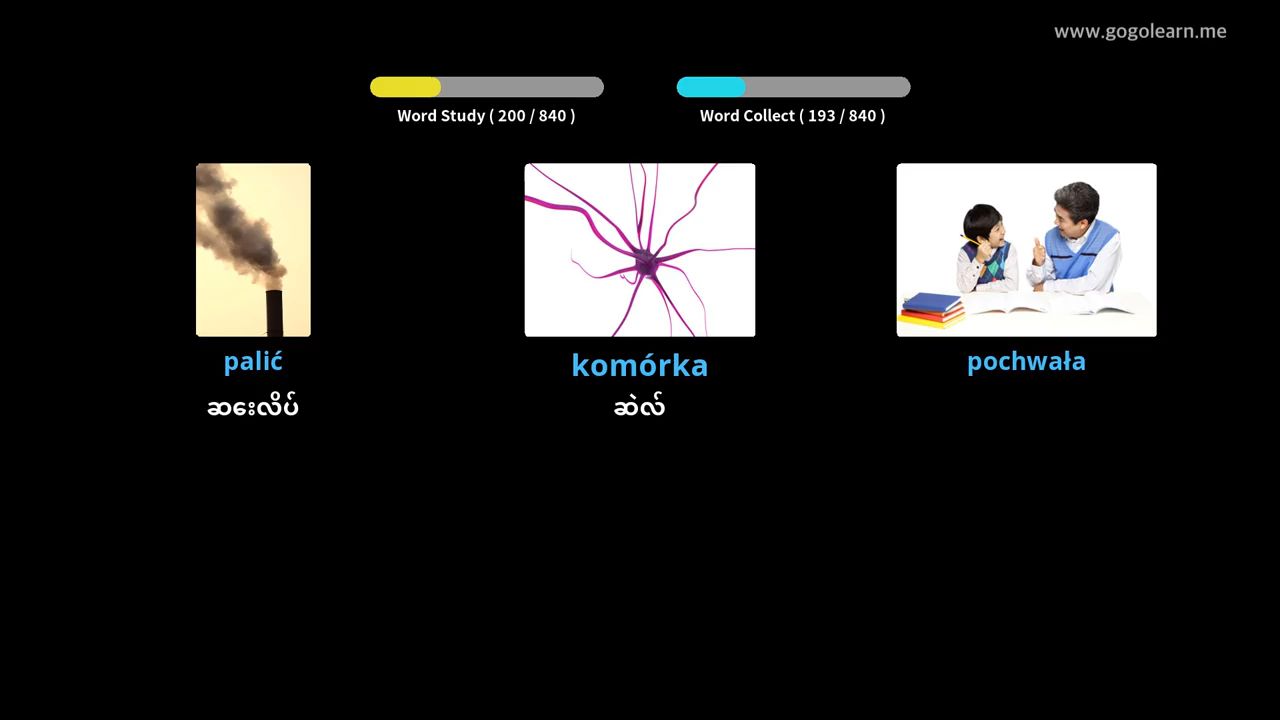 www.gogolearn.me
Word Study ( 200 / 840 )
Word Collect ( 193 / 840 )
palić
komórka
pochwała
ဆေးလိပ်
ဆဲလ်